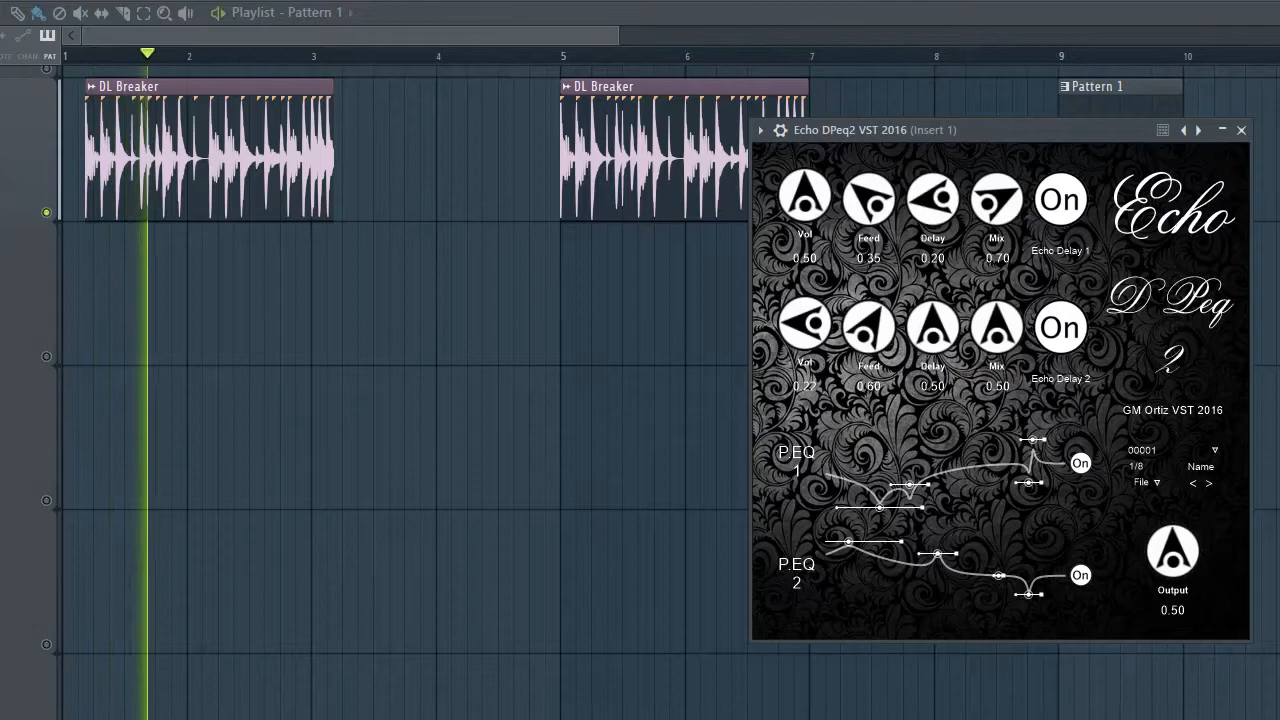 Playlist - Pattern 1
CHAN PAT
1 2 3 4 5 6 7 8 9 10
DL Breaker
DL Breaker
Pattern 1
Echo DPeq2 VST 2016 (Insert 1)
Vol Feed Delay Mix On
0.50 0.35 0.20 0.70 Echo Delay 1
Echo
D Peq
2
Vol Feed Delay Mix On
0.22 0.60 0.50 0.50 Echo Delay 2
GM Ortiz VST 2016
P.EQ
1
On
00001
1/8 Name
File < >
P.EQ
2
On
Output
0.50